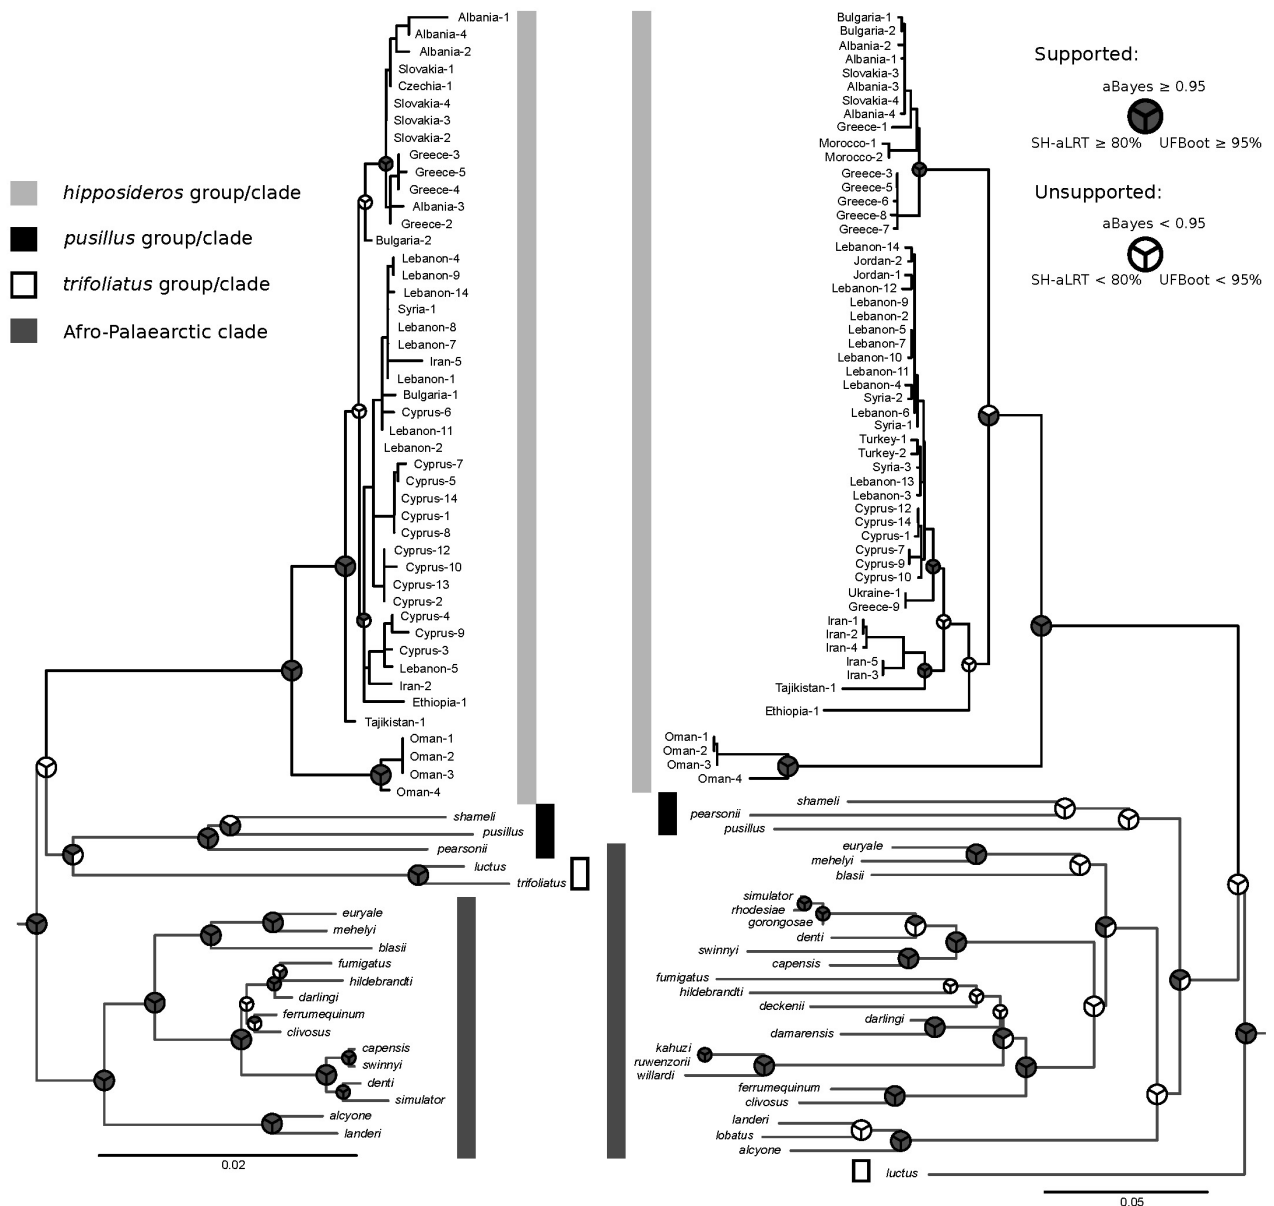 hipposideros group/clade
pusillus group/clade
trifoliatus group/clade
Afro-Palaearctic clade
Albania-1
Albania-4
Albania-2
Slovakia-1
Czechia-1
Slovakia-4
Slovakia-3
Slovakia-2
Greece-3
Greece-5
Greece-4
Albania-3
Greece-2
Bulgaria-2
Lebanon-4
Lebanon-9
Lebanon-14
Syria-1
Lebanon-8
Lebanon-7
Iran-5
Lebanon-1
Bulgaria-1
Cyprus-6
Lebanon-11
Lebanon-2
Cyprus-7
Cyprus-5
Cyprus-14
Cyprus-1
Cyprus-8
Cyprus-12
Cyprus-10
Cyprus-13
Cyprus-2
Cyprus-4
Cyprus-9
Cyprus-3
Lebanon-5
Iran-2
Ethiopia-1
Tajikistan-1
Oman-1
Oman-2
Oman-3
Oman-4
shameli
pusillus
pearsonii
luctus
trifoliatus
euryale
mehelyi
blasii
fumigatus
hildebrandti
darlingi
ferrumequinum
clivosus
capensis
swinnyi
denti
simulator
alcyone
landeri
0.02
Bulgaria-1
Bulgaria-2
Albania-2
Albania-1
Slovakia-3
Albania-3
Slovakia-4
Albania-4
Greece-1
Morocco-1
Morocco-2
Greece-3
Greece-5
Greece-6
Greece-8
Greece-7
Lebanon-14
Jordan-2
Jordan-1
Lebanon-12
Lebanon-9
Lebanon-2
Lebanon-5
Lebanon-7
Lebanon-10
Lebanon-11
Lebanon-4
Syria-2
Lebanon-6
Syria-1
Turkey-1
Turkey-2
Syria-3
Lebanon-13
Lebanon-3
Cyprus-12
Cyprus-14
Cyprus-1
Cyprus-7
Cyprus-9
Cyprus-10
Ukraine-1
Greece-9
Iran-1
Iran-2
Iran-4
Iran-5
Iran-3
Tajikistan-1
Ethiopia-1
Oman-1
Oman-2
Oman-3
Oman-4
shameli
pearsonii
pusillus
euryale
mehelyi
blasii
simulator
rhodesiae
gorongosae
denti
swinnyi
capensis
fumigatus
hildebrandti
deckenii
darlingi
damarensis
kahuzi
ruwenzorii
willardi
ferrumequinum
clivosus
landeri
lobatus
alcyone
luctus
0.05
Supported:
aBayes ≥ 0.95
SH-aLRT ≥ 80% UFBoot ≥ 95%
Unsupported:
aBayes < 0.95
SH-aLRT < 80% UFBoot < 95%